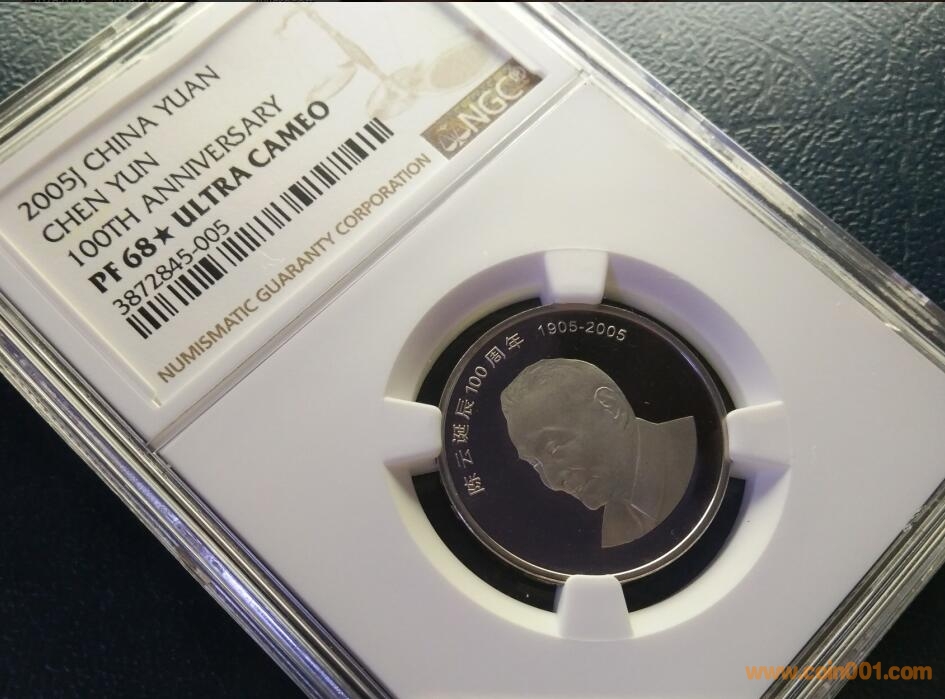 2005J CHINA YUAN
CHEN YUN
100TH ANNIVERSARY
PF 68★ ULTRA CAMEO
3872845-005
NGC®
NUMISMATIC GUARANTY CORPORATION
陈云诞辰100周年 1905-2005
www.coin001.com